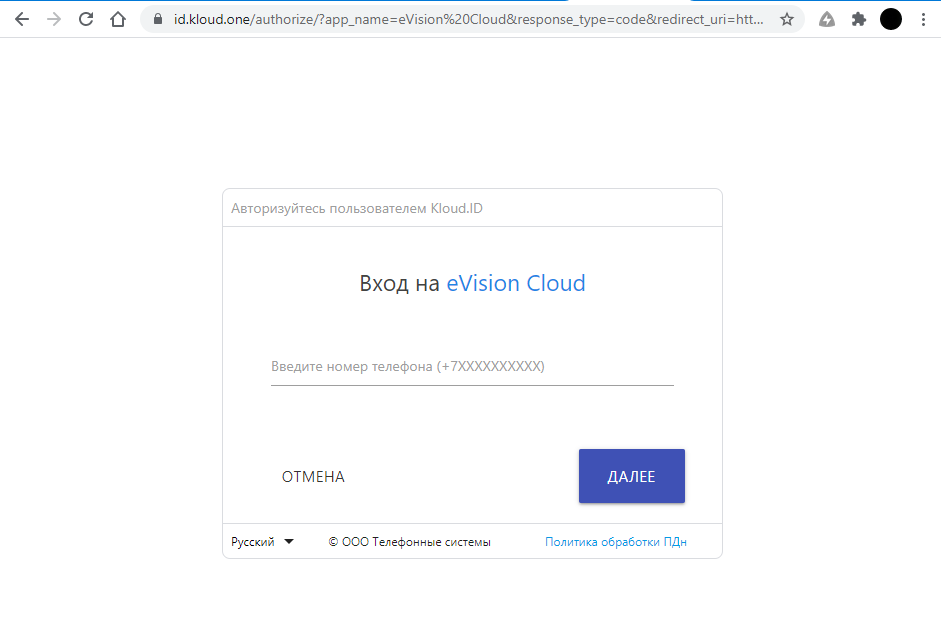 id.kloud.one/authorize/?app_name=eVision%20Cloud&response_type=code&redirect_uri=htt...
Авторизуйтесь пользователем Kloud.ID
Вход на eVision Cloud
Введите номер телефона (+7XXXXXXXXXX)
ОТМЕНА
ДАЛЕЕ
Русский © ООО Телефонные системы Политика обработки ПДн